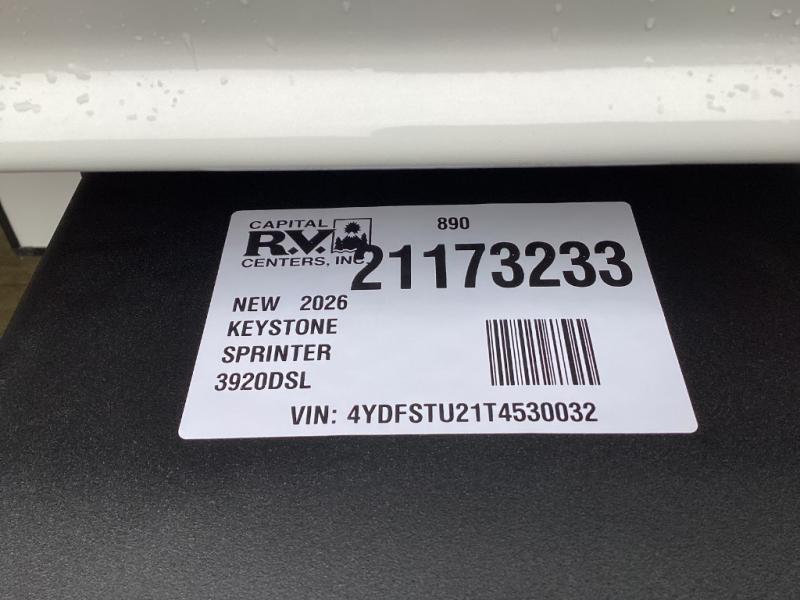 CAPITAL
R.V.
CENTERS, INC.
890
21173233
NEW 2026
KEYSTONE
SPRINTER
3920DSL
VIN: 4YDFSTU21T4530032